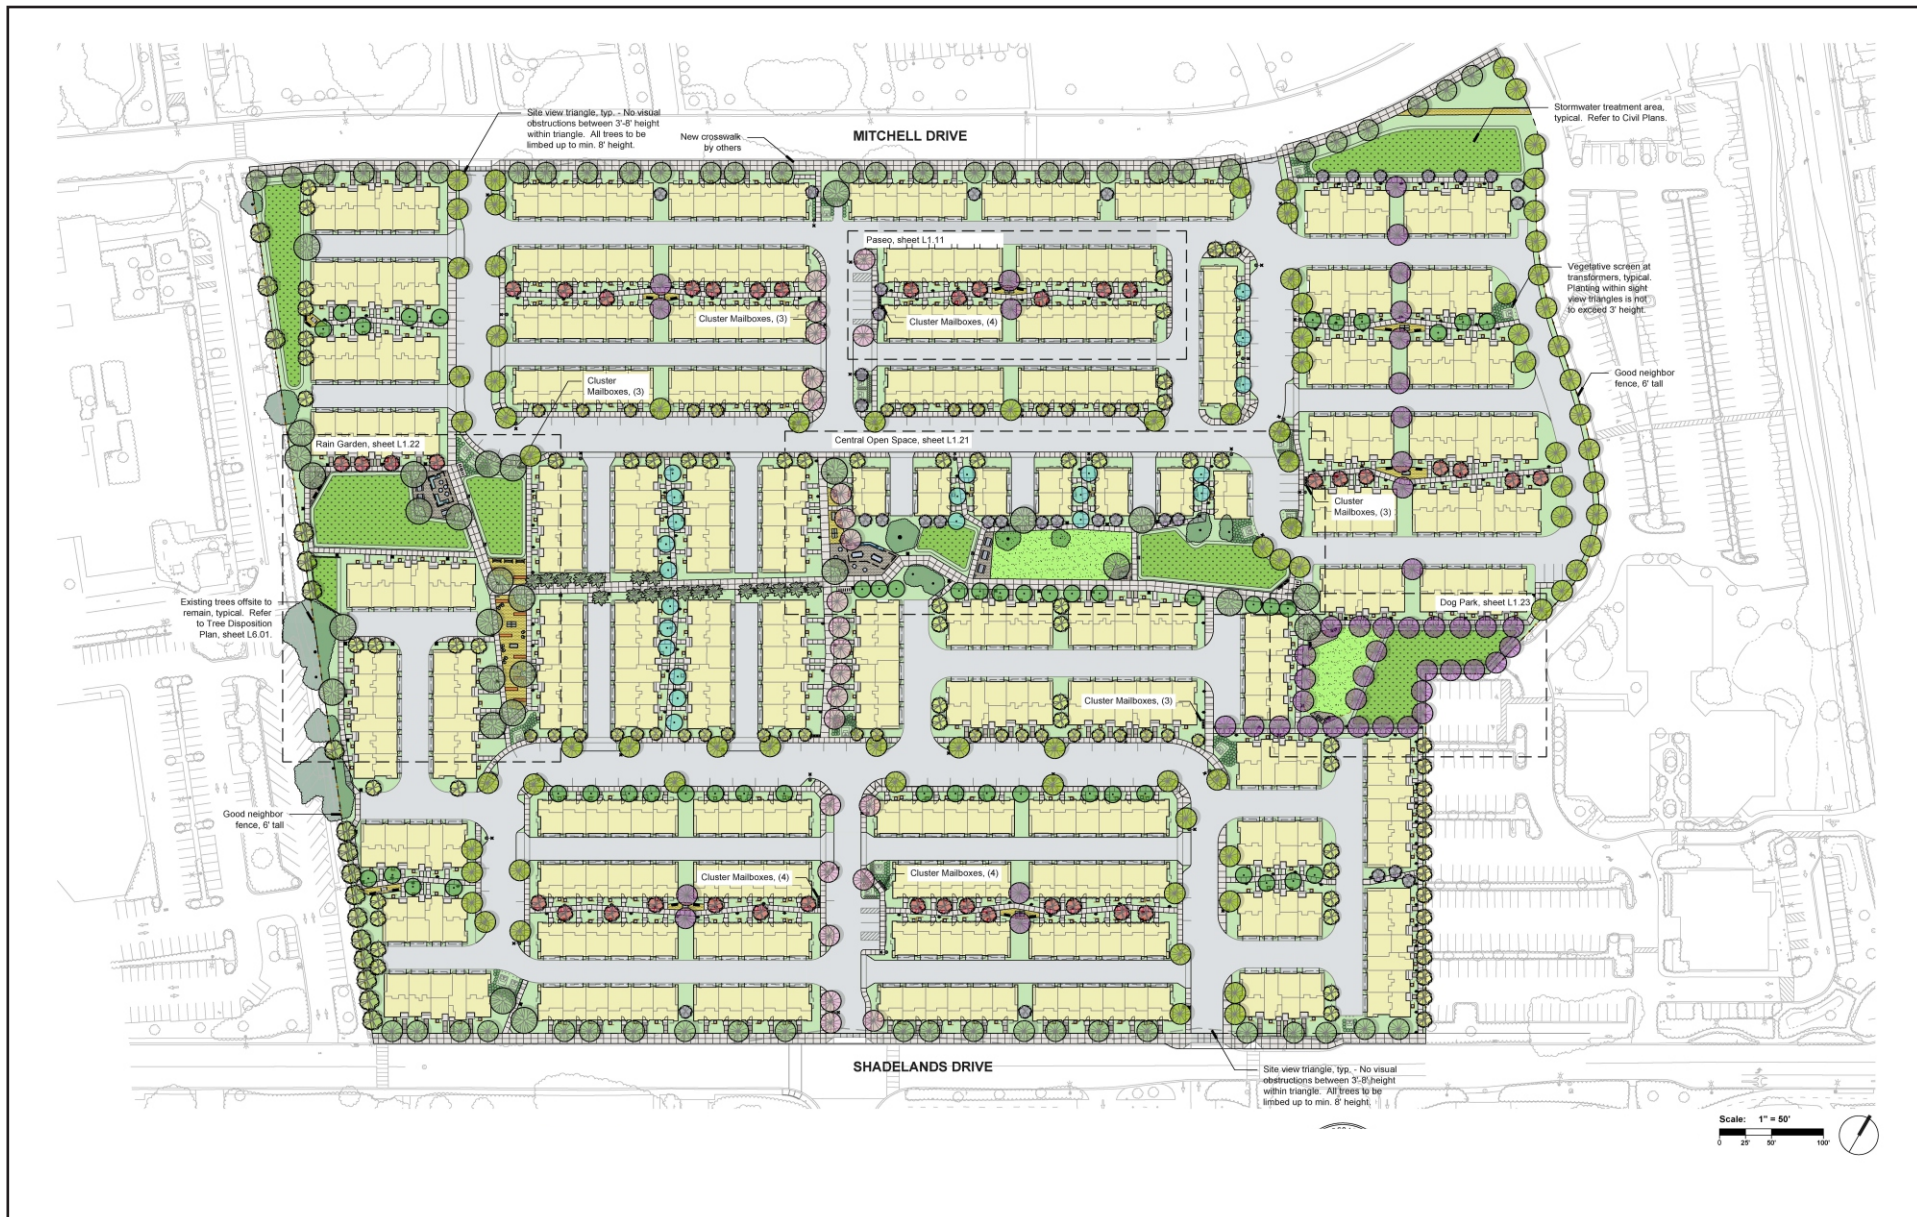 Site view triangle, typ. - No visual
obstructions between 3'-8' height
within triangle. All trees to be
limbed up to min. 8' height.
New crosswalk
by others
MITCHELL DRIVE
Stormwater treatment area,
typical. Refer to Civil Plans.
Paseo, sheet L1.11
Vegetative screen at
transformers, typical.
Planting within sight
view triangles is not
to exceed 3' height.
Cluster Mailboxes, (3)
Cluster Mailboxes, (4)
Cluster
Mailboxes, (3)
Good neighbor
fence, 6' tall
Rain Garden, sheet L1.22
Central Open Space, sheet L1.21
Cluster
Mailboxes, (3)
Existing trees offsite to
remain, typical. Refer
to Tree Disposition
Plan, sheet L6.01.
Dog Park, sheet L1.23
Cluster Mailboxes, (3)
Good neighbor
fence, 6' tall
Cluster Mailboxes, (4)
Cluster Mailboxes, (4)
SHADELANDS DRIVE
Site view triangle, typ. - No visual
obstructions between 3'-8' height
within triangle. All trees to be
limbed up to min. 8' height.
Scale: 1" = 50'
0 25' 50' 100'